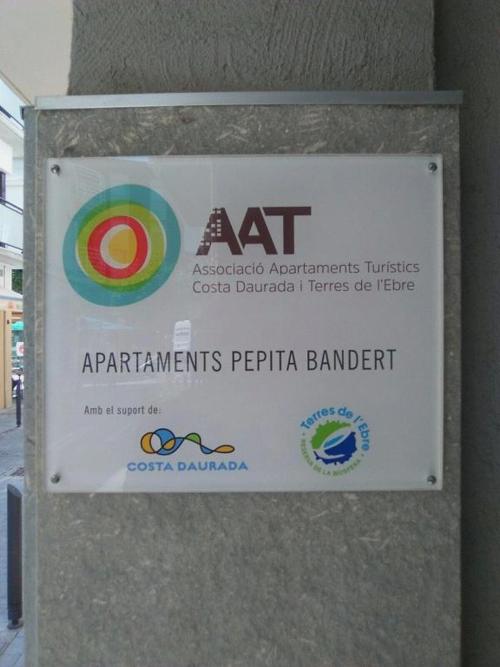 AAT
Associació Apartaments Turístics
Costa Daurada i Terres de l'Ebre
APARTAMENTS PEPITA BANDERT
Amb el suport de:
COSTA DAURADA
Terres de l'Ebre
RESERVA DE LA BIOSFERA